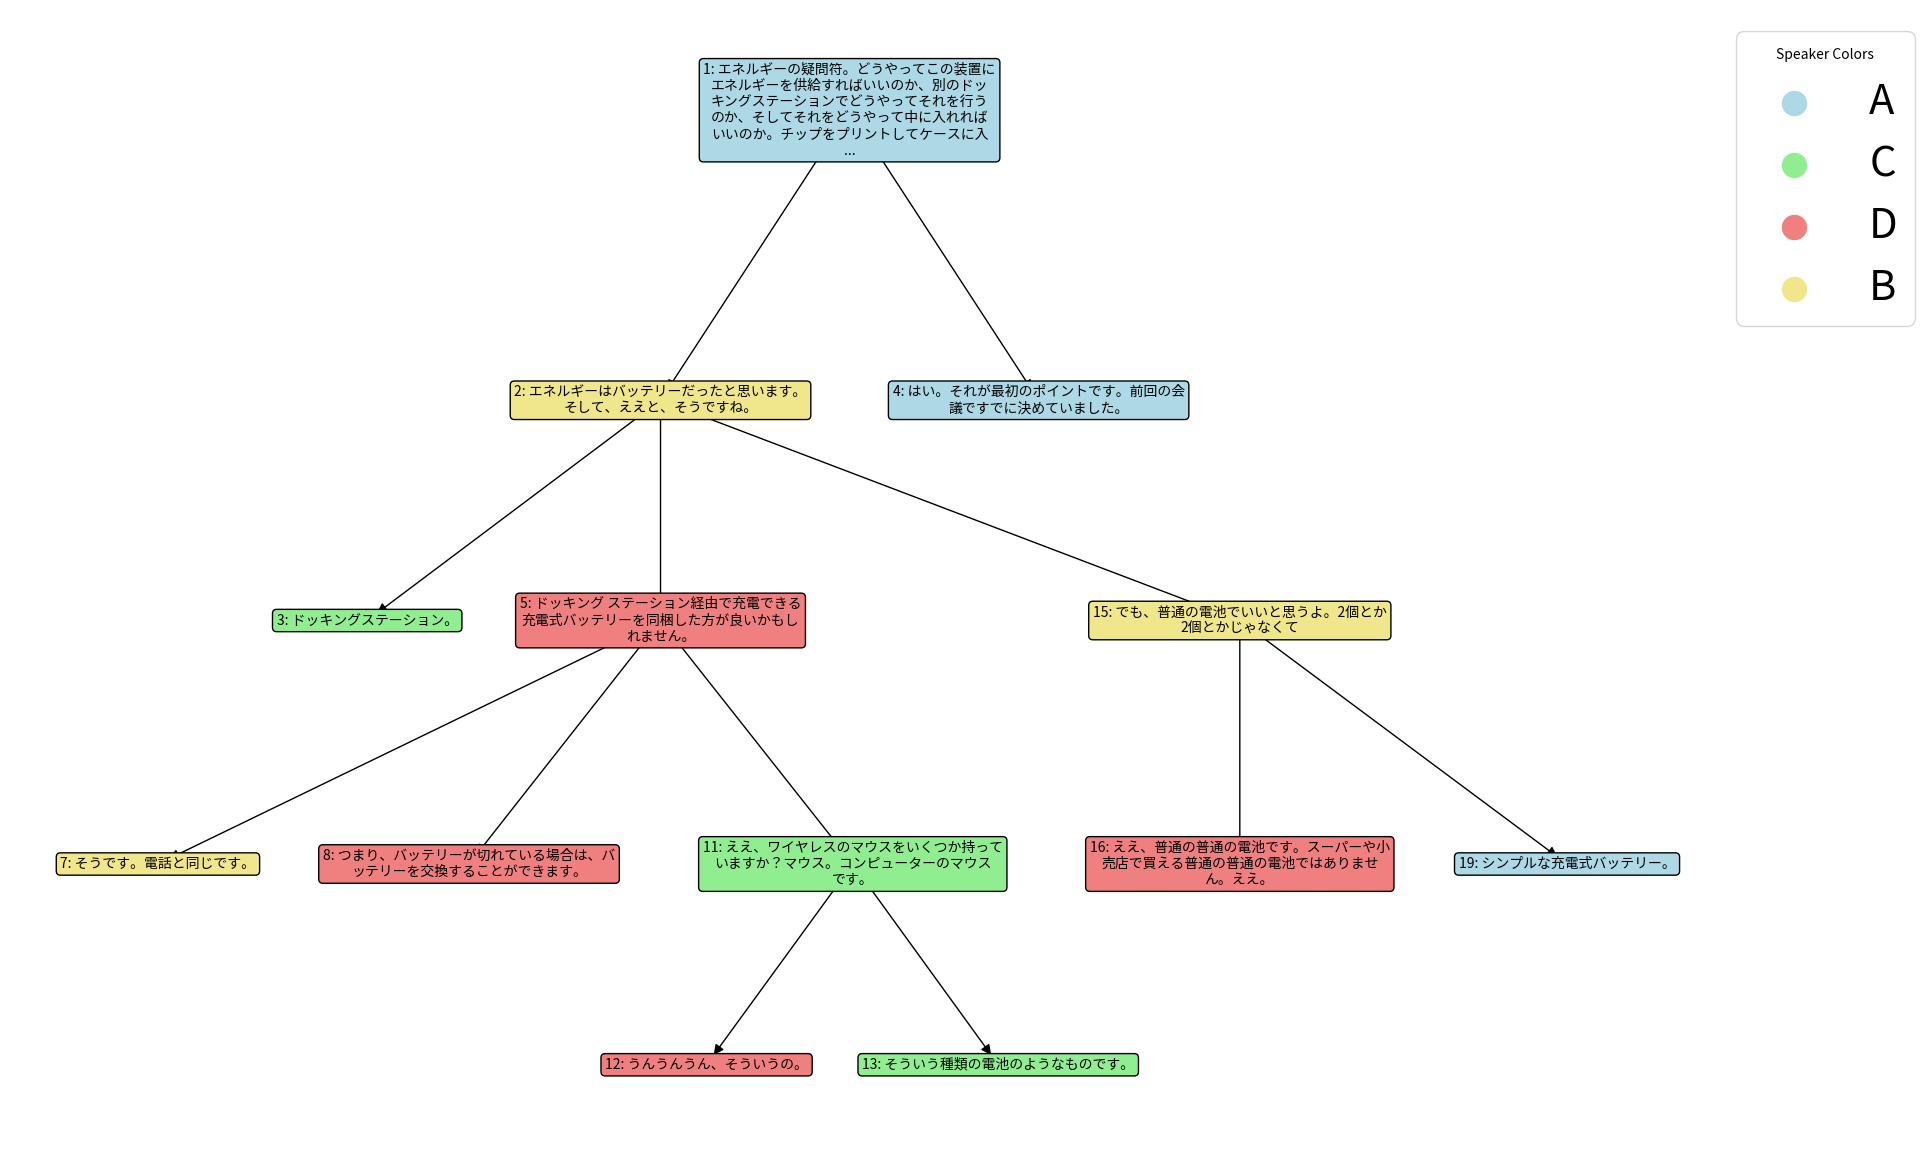 1: エネルギーの疑問符。どうやってこの装置に
エネルギーを供給すればいいのか、別のドッ
キングステーションでどうやってそれを行う
のか、そしてそれをどうやって中に入れれば
いいのか。チップをプリントしてケースに入
...
Speaker Colors
A
C
D
B
2: エネルギーはバッテリーだったと思います。
そして、ええと、そうですね。
4: はい。それが最初のポイントです。前回の会
議ですでに決めていました。
3: ドッキングステーション。
5: ドッキング ステーション経由で充電できる
充電式バッテリーを同梱した方が良いかもし
れません。
15: でも、普通の電池でいいと思うよ。2個とか
2個とかじゃなくて
7: そうです。電話と同じです。
8: つまり、バッテリーが切れている場合は、バ
ッテリーを交換することができます。
11: ええ、ワイヤレスのマウスをいくつか持って
いますか？マウス。コンピューターのマウス
です。
16: ええ、普通の普通の電池です。スーパーや小
売店で買える普通の普通の電池ではありませ
ん。ええ。
19: シンプルな充電式バッテリー。
12: うんうんうん、そういうの。
13: そういう種類の電池のようなものです。